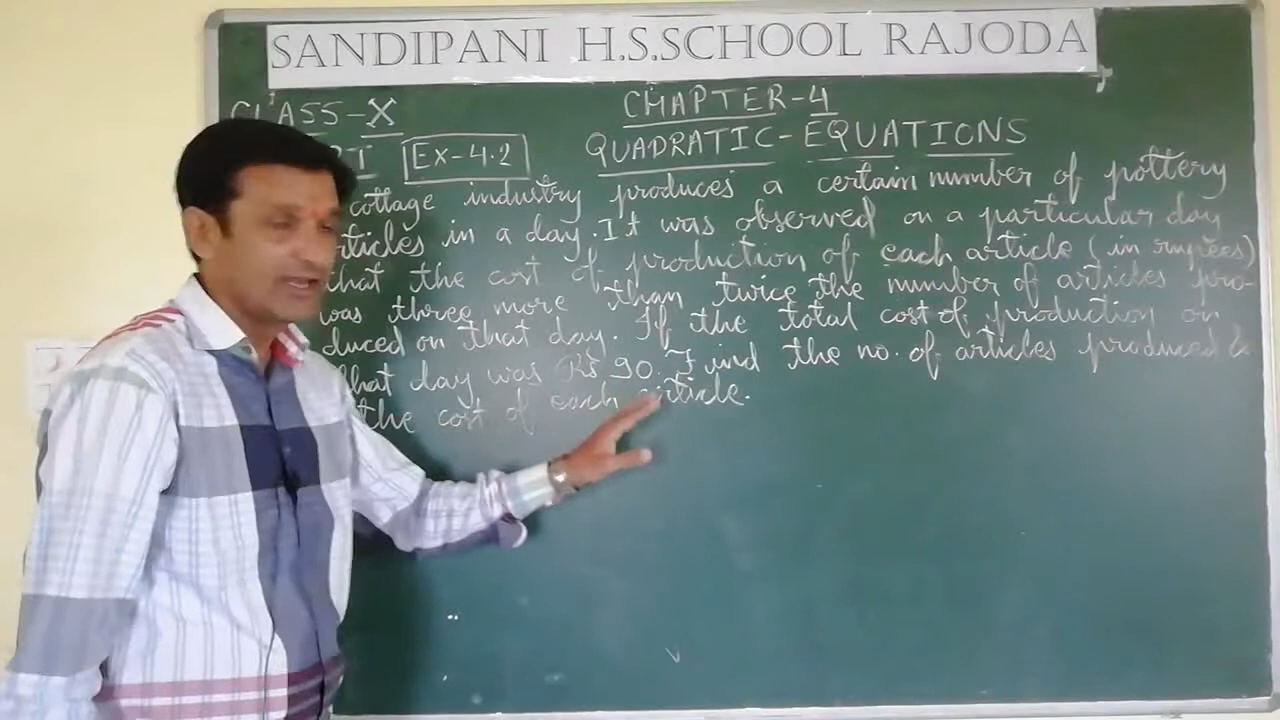 SANDIPANI H.S.SCHOOL RAJODA
CLASS-X
CHAPTER-4
Ex-4.2
QUADRATIC-EQUATIONS
cottage industry produces a certain number of pottery
rticles in a day. It was observed on a particular day
that the cost of production of each article (in rupees)
was three more than twice the number of articles pro-
duced on that day. If the total cost of production on
that day was Rs 90. Find the no. of articles produced &
the cost of each article.